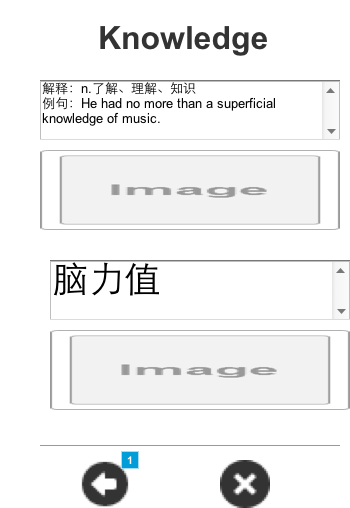 Knowledge
解释：n.了解、理解、知识
例句：He had no more than a superficial
knowledge of music.
Image
脑力值
Image
1